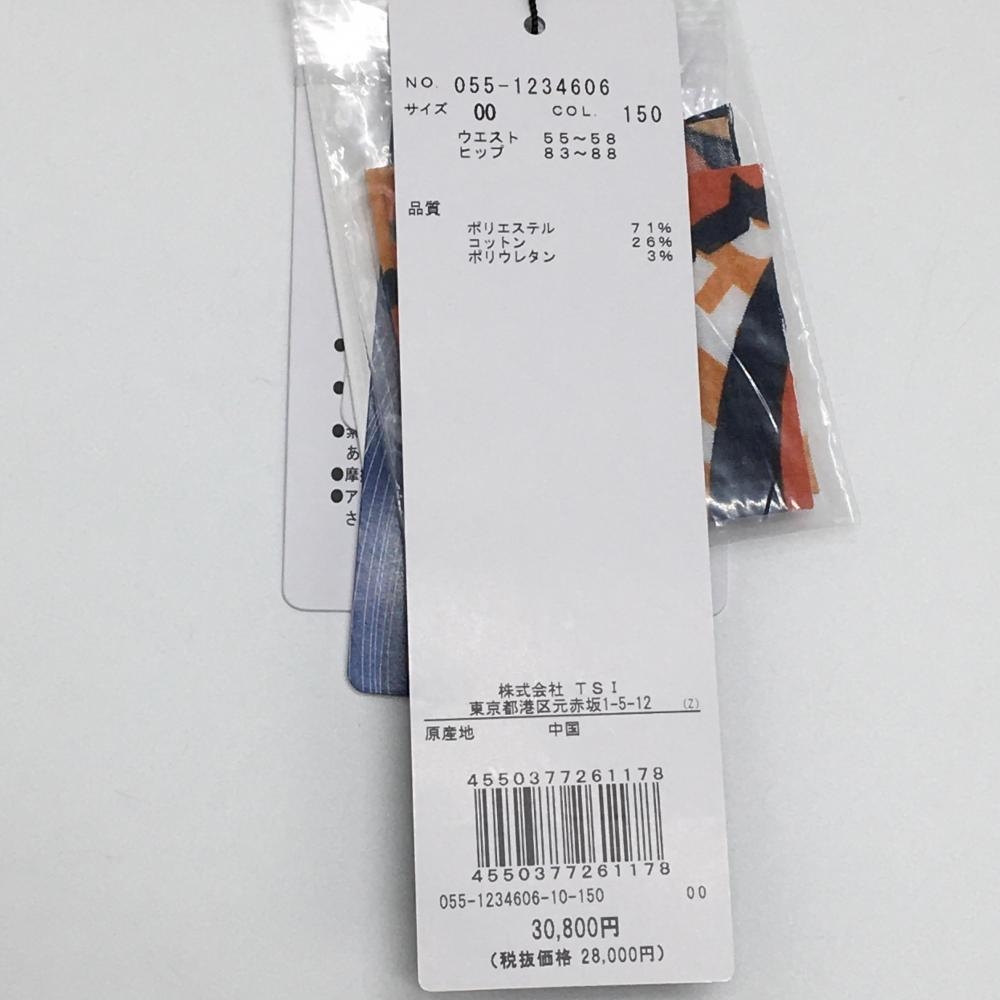 NO. 055-1234606
サイズ 00 COL. 150
ウエスト 55～58
ヒップ 83～88
品質
ポリエステル 71%
コットン 26%
ポリウレタン 3%
株式会社 TSI
東京都港区元赤坂1-5-12 (Z)
原産地 中国
4550377261178
4550377261178
055-1234606-10-150 00
30,800円
(税抜価格 28,000円)
●
●
●
あ
●摩
●ア
さ